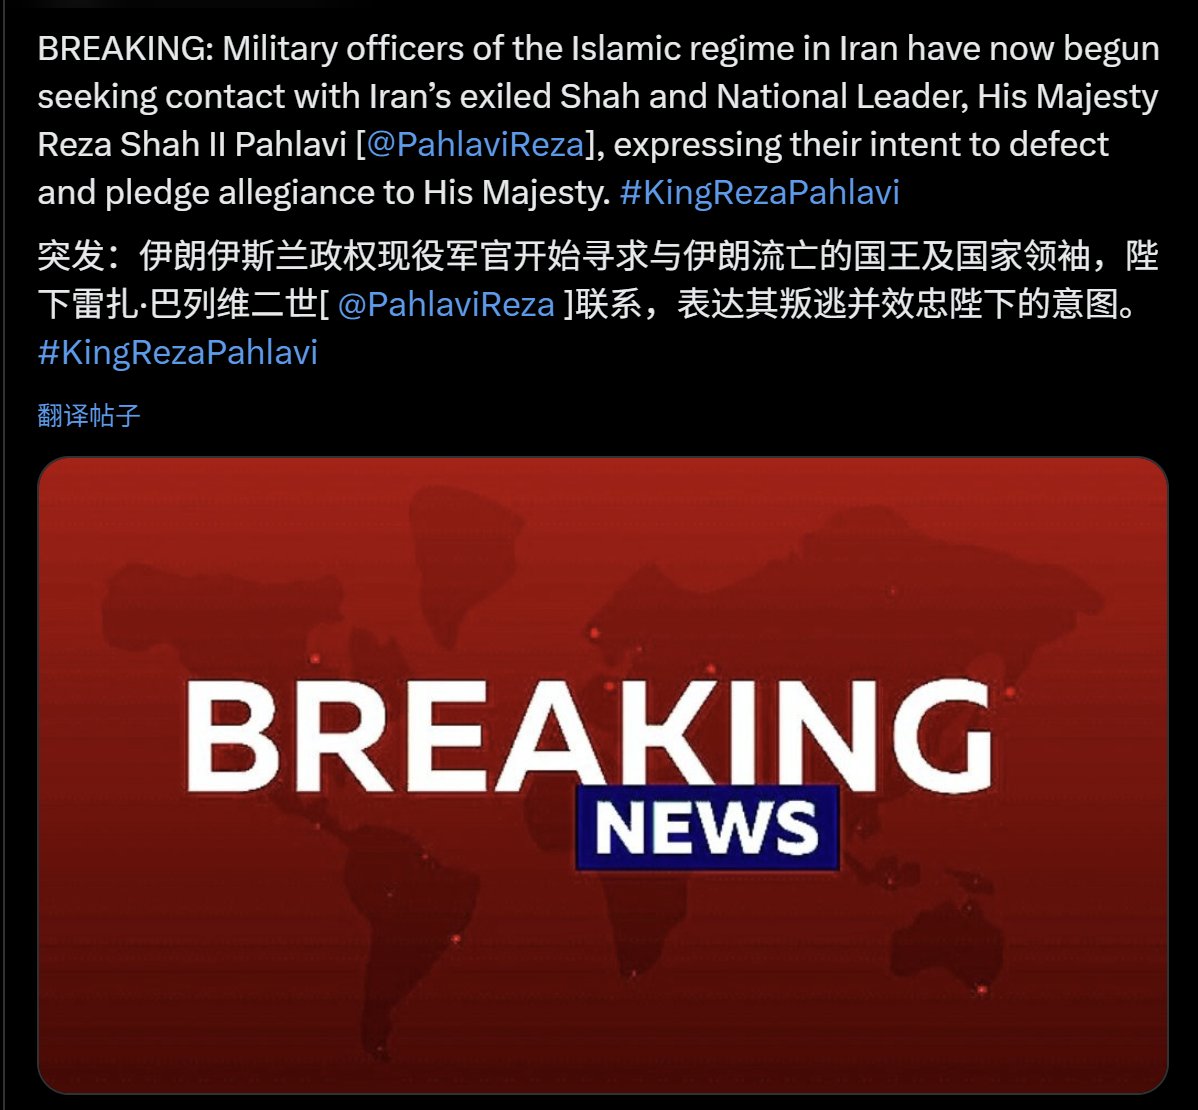 BREAKING: Military officers of the Islamic regime in Iran have now begun
seeking contact with Iran’s exiled Shah and National Leader, His Majesty
Reza Shah II Pahlavi [@PahlaviReza], expressing their intent to defect
and pledge allegiance to His Majesty. #KingRezaPahlavi
突发：伊朗伊斯兰政权现役军官开始寻求与伊朗流亡的国王及国家领袖，陛
下雷扎·巴列维二世[ @PahlaviReza ]联系，表达其叛逃并效忠陛下的意图。
#KingRezaPahlavi
翻译帖子
BREAKING
NEWS